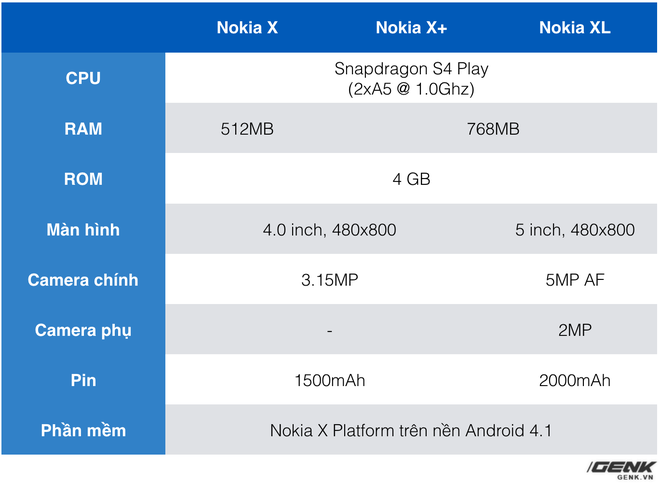 Nokia X Nokia X+ Nokia XL
CPU Snapdragon S4 Play
(2xA5 @ 1.0Ghz)
RAM 512MB 768MB
ROM 4 GB
Màn hình 4.0 inch, 480x800 5 inch, 480x800
Camera chính 3.15MP 5MP AF
Camera phụ - 2MP
Pin 1500mAh 2000mAh
Phần mềm Nokia X Platform trên nền Android 4.1
GENK
GENK.VN